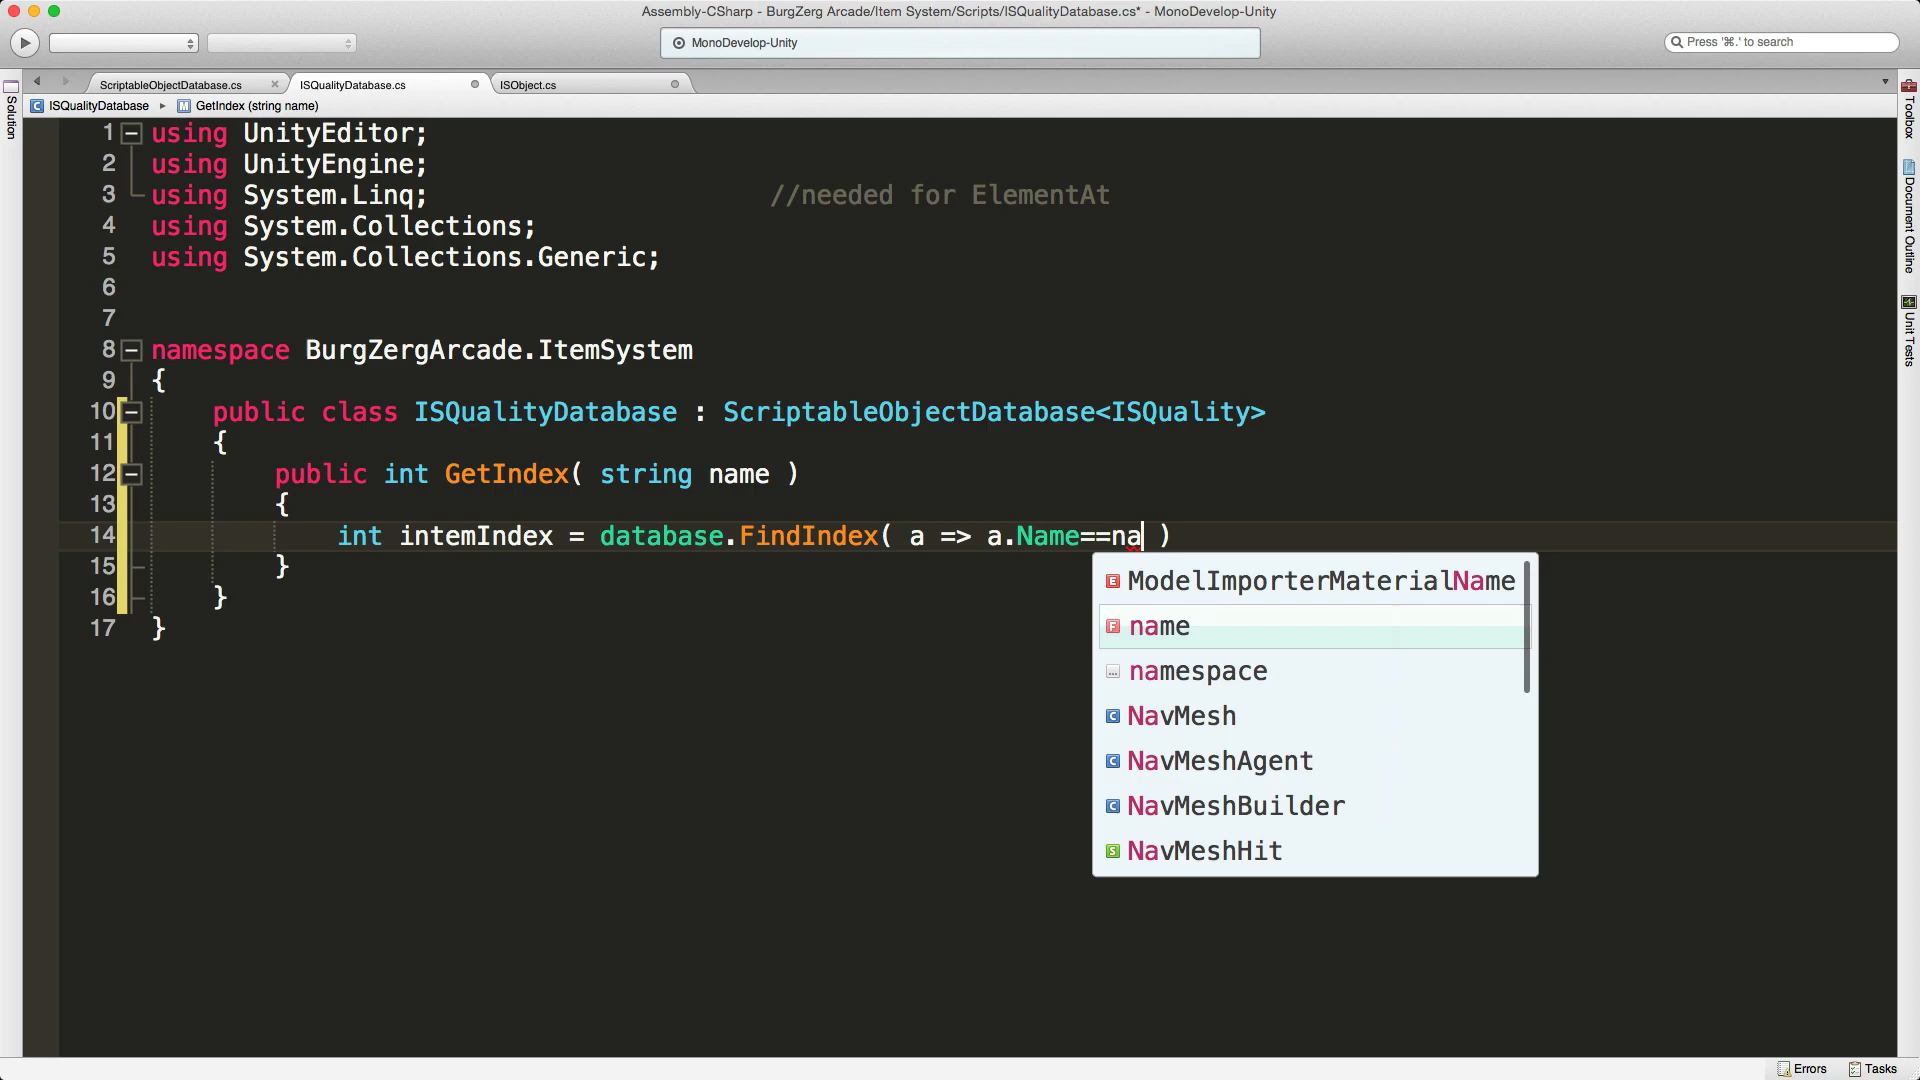 Assembly-CSharp - BurgZerg Arcade/Item System/Scripts/ISQualityDatabase.cs* - MonoDevelop-Unity
MonoDevelop-Unity
Press '⌘.' to search
ScriptableObjectDatabase.cs
ISQualityDatabase.cs
ISObject.cs
ISQualityDatabase
GetIndex (string name)
Solution
Toolbox
Document Outline
Unit Tests
1 using UnityEditor;
2 using UnityEngine;
3 using System.Linq; //needed for ElementAt
4 using System.Collections;
5 using System.Collections.Generic;
6
7
8 namespace BurgZergArcade.ItemSystem
9 {
10 public class ISQualityDatabase : ScriptableObjectDatabase<ISQuality>
11 {
12 public int GetIndex( string name )
13 {
14 int intemIndex = database.FindIndex( a => a.Name==na )
15 }
16 }
17 }
ModelImporterMaterialName
name
namespace
NavMesh
NavMeshAgent
NavMeshBuilder
NavMeshHit
Errors
Tasks